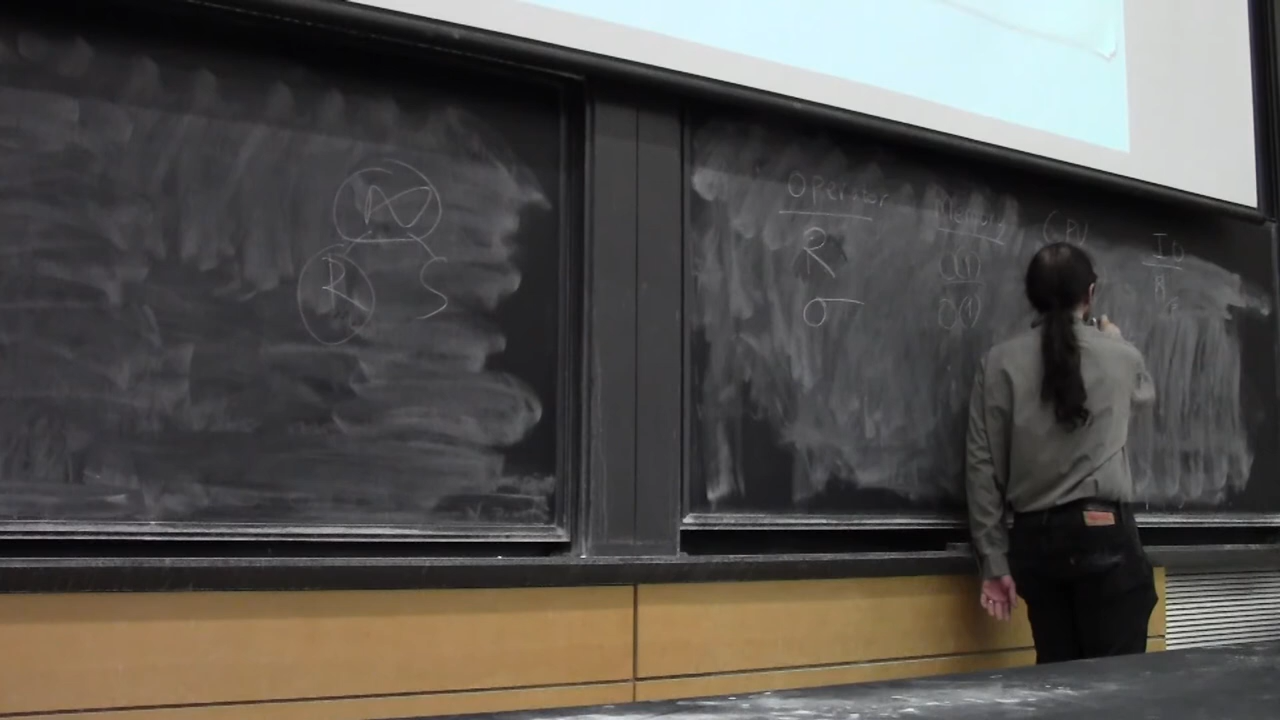 ⋈
R S
Operator Memory CPU IO
R O(1) R
σ O(1)